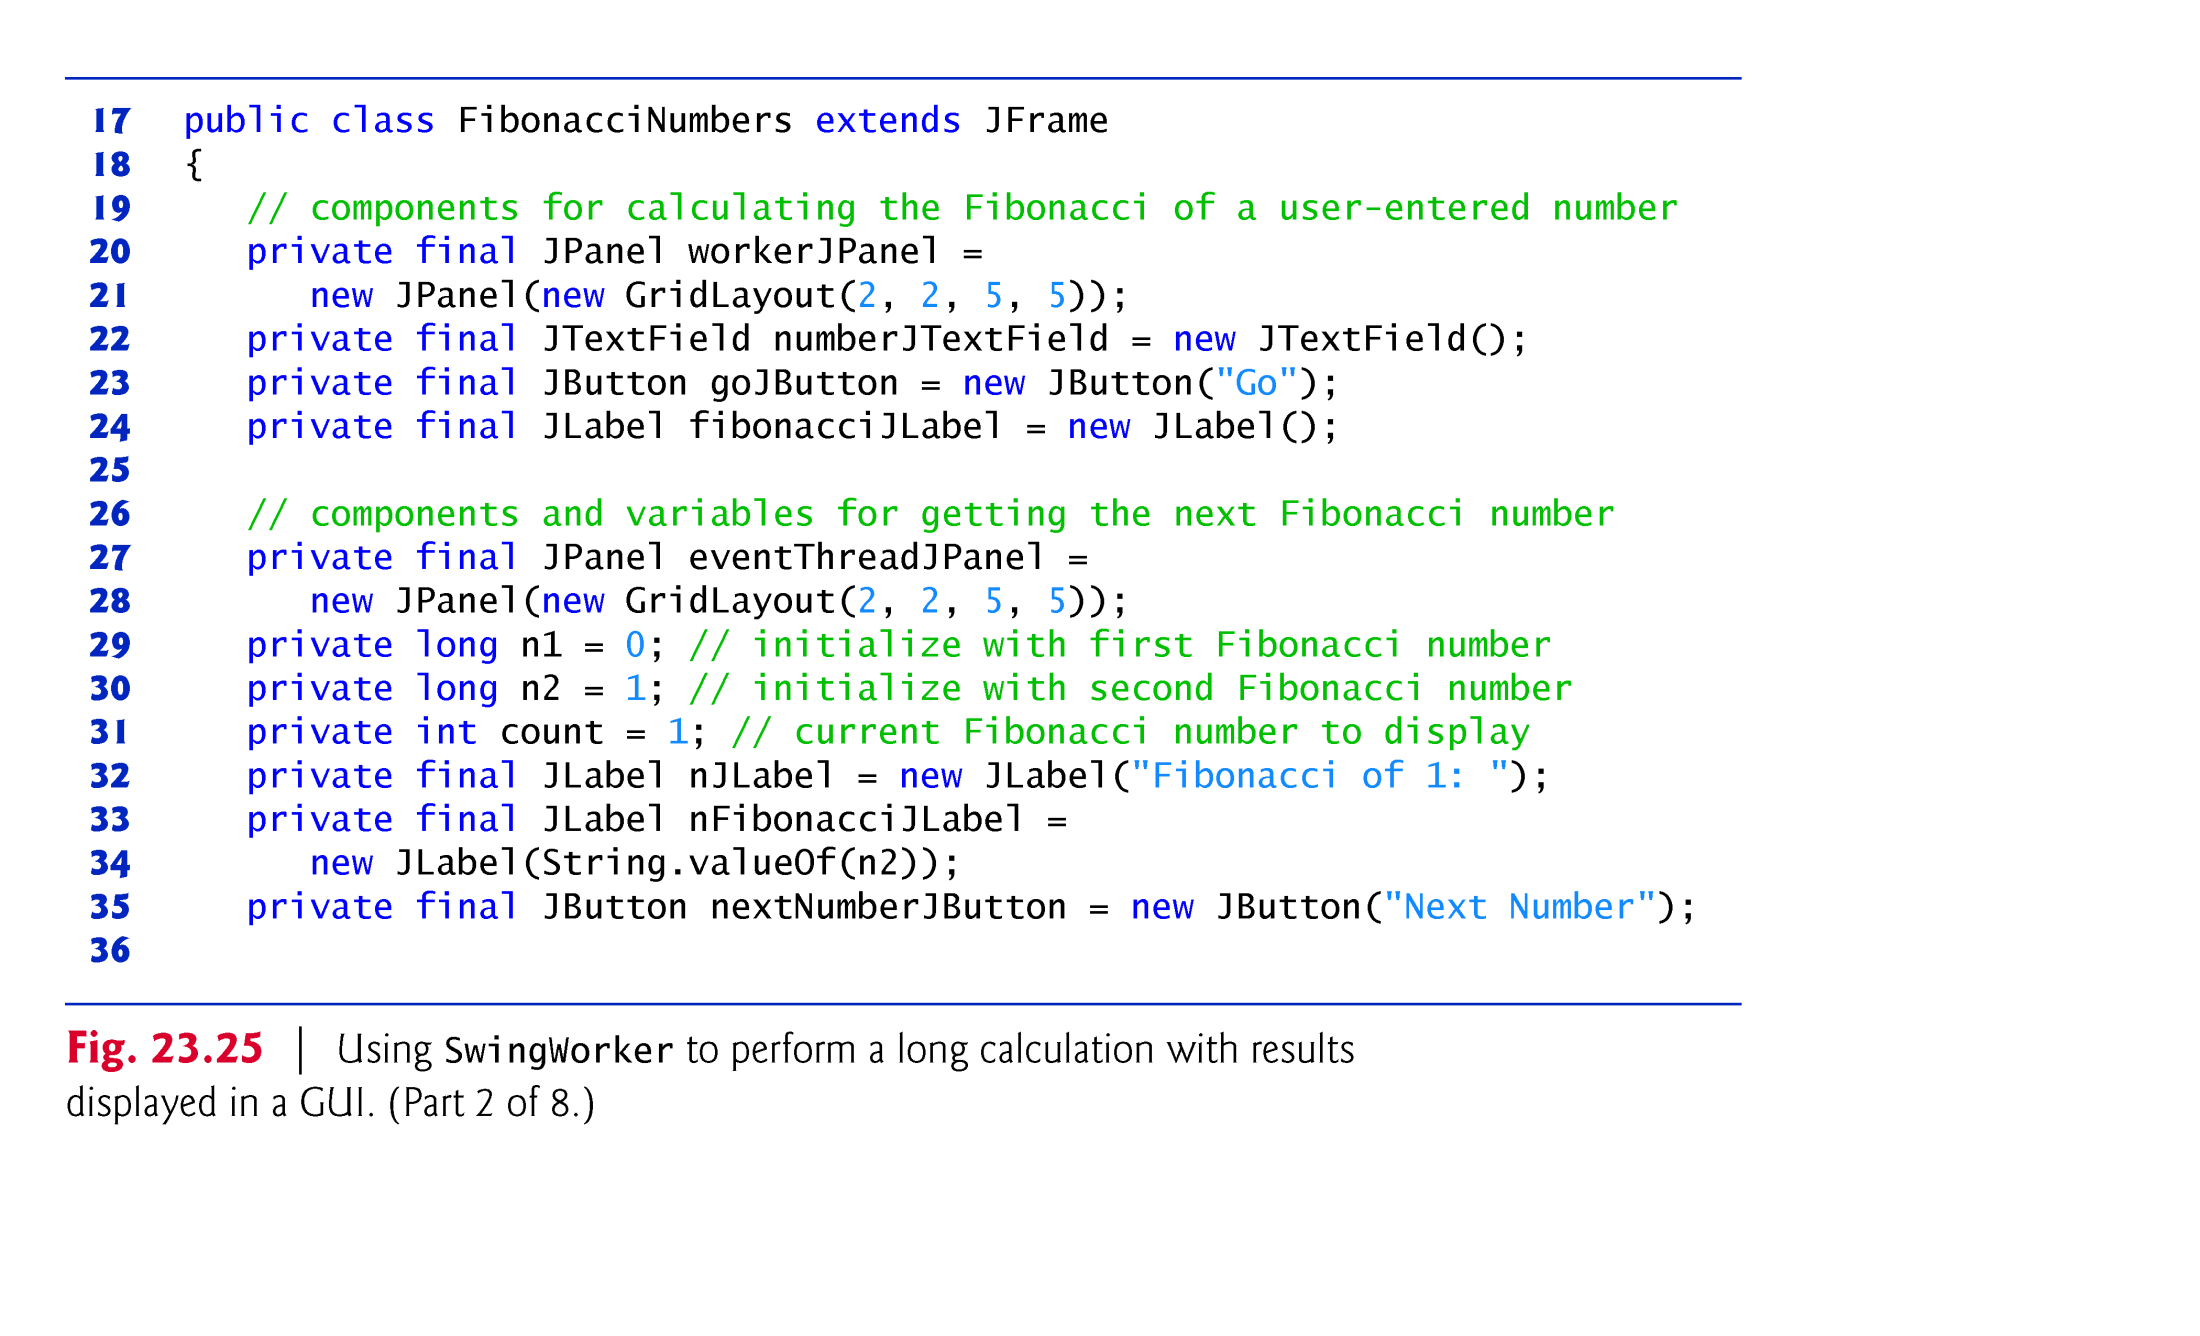 17 public class FibonacciNumbers extends JFrame
18 {
19    // components for calculating the Fibonacci of a user-entered number
20    private final JPanel workerJPanel =
21       new JPanel(new GridLayout(2, 2, 5, 5));
22    private final JTextField numberJTextField = new JTextField();
23    private final JButton goJButton = new JButton("Go");
24    private final JLabel fibonacciJLabel = new JLabel();
25
26    // components and variables for getting the next Fibonacci number
27    private final JPanel eventThreadJPanel =
28       new JPanel(new GridLayout(2, 2, 5, 5));
29    private long n1 = 0; // initialize with first Fibonacci number
30    private long n2 = 1; // initialize with second Fibonacci number
31    private int count = 1; // current Fibonacci number to display
32    private final JLabel nJLabel = new JLabel("Fibonacci of 1: ");
33    private final JLabel nFibonacciJLabel =
34       new JLabel(String.valueOf(n2));
35    private final JButton nextNumberJButton = new JButton("Next Number");
36
Fig. 23.25 | Using SwingWorker to perform a long calculation with results
displayed in a GUI. (Part 2 of 8.)